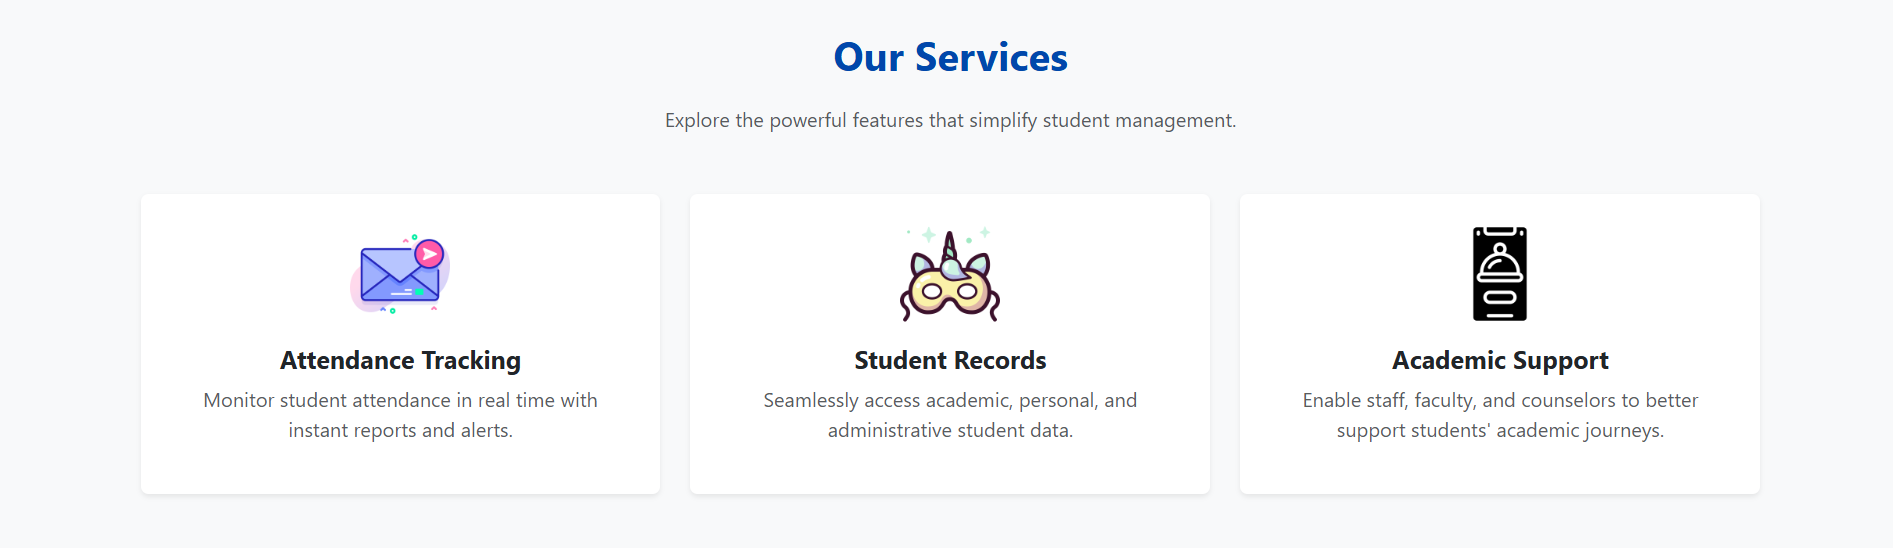 Our Services
Explore the powerful features that simplify student management.
Attendance Tracking
Monitor student attendance in real time with
instant reports and alerts.
Student Records
Seamlessly access academic, personal, and
administrative student data.
Academic Support
Enable staff, faculty, and counselors to better
support students' academic journeys.